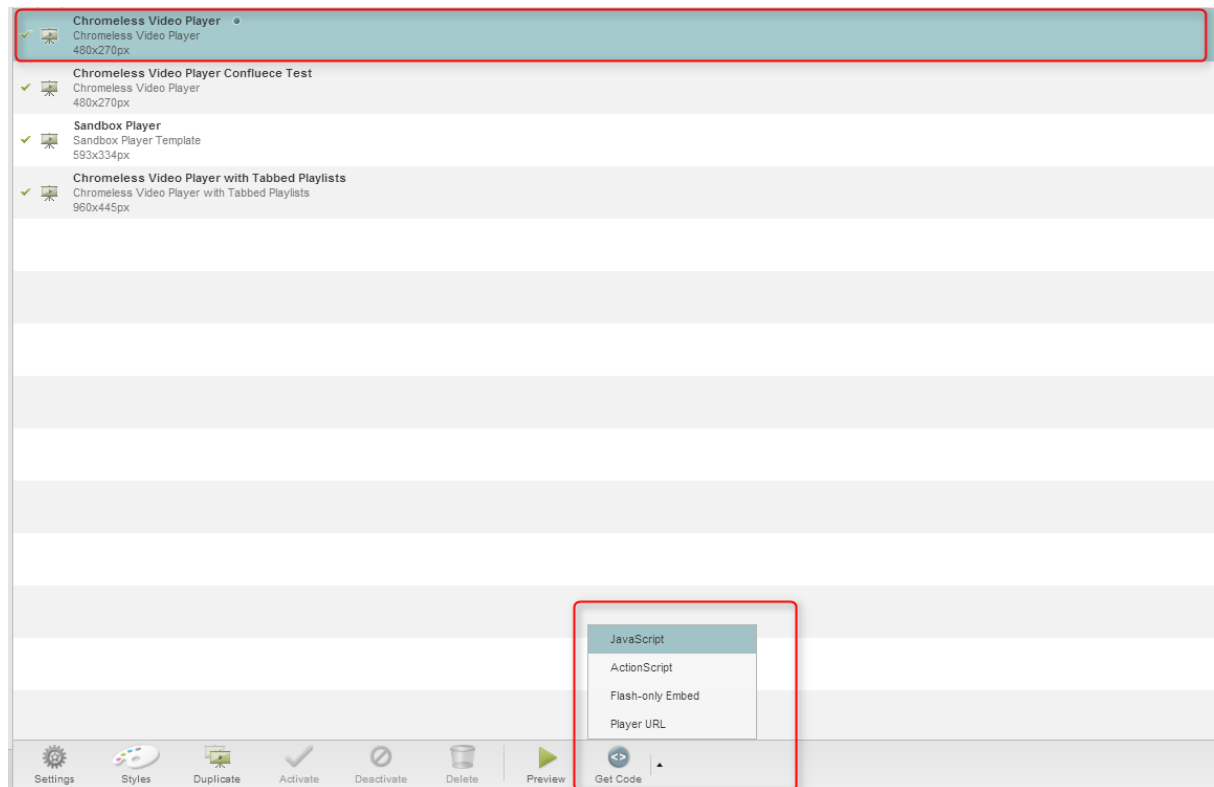 Chromeless Video Player
Chromeless Video Player
480x270px
Chromeless Video Player Confluece Test
Chromeless Video Player
480x270px
Sandbox Player
Sandbox Player Template
593x334px
Chromeless Video Player with Tabbed Playlists
Chromeless Video Player with Tabbed Playlists
960x445px
JavaScript
ActionScript
Flash-only Embed
Player URL
Settings Styles Duplicate Activate Deactivate Delete Preview Get Code